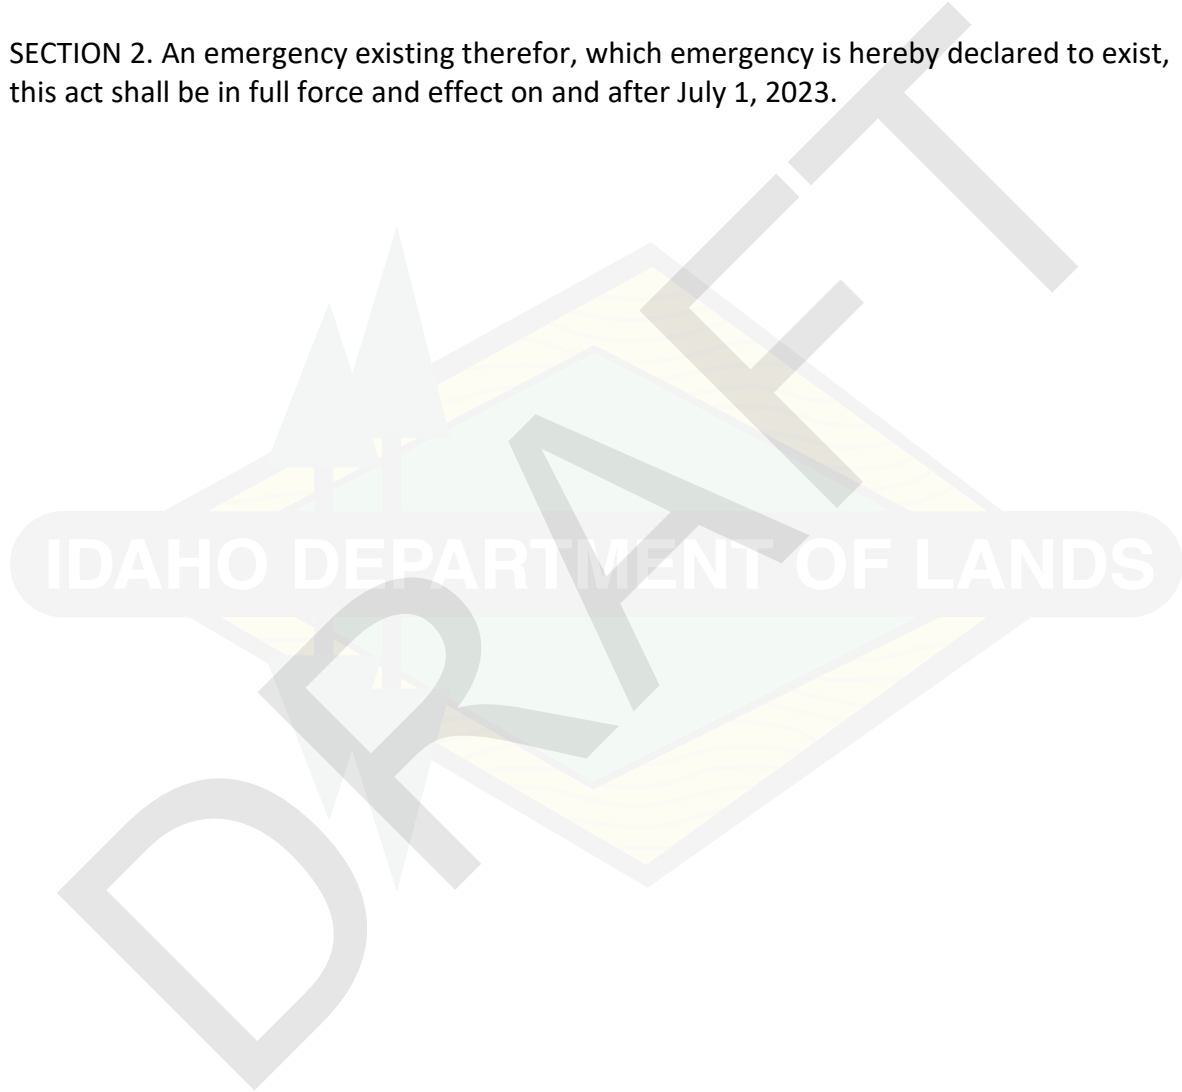 SECTION 2. An emergency existing therefor, which emergency is hereby declared to exist,
this act shall be in full force and effect on and after July 1, 2023.
IDAHO DEPARTMENT OF LANDS
DRAFT